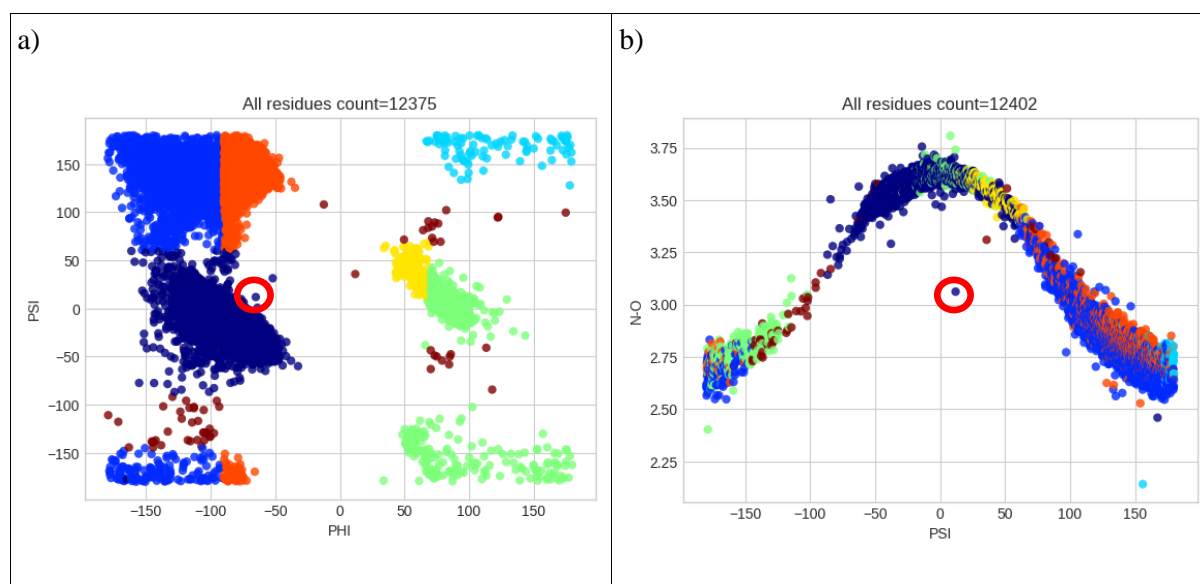 a)
All residues count=12375
150
100
50
0
−50
−100
−150
PSI
−150 −100 −50 0 50 100 150
PHI
b)
All residues count=12402
3.75
3.50
3.25
3.00
2.75
2.50
2.25
N-O
−150 −100 −50 0 50 100 150
PSI